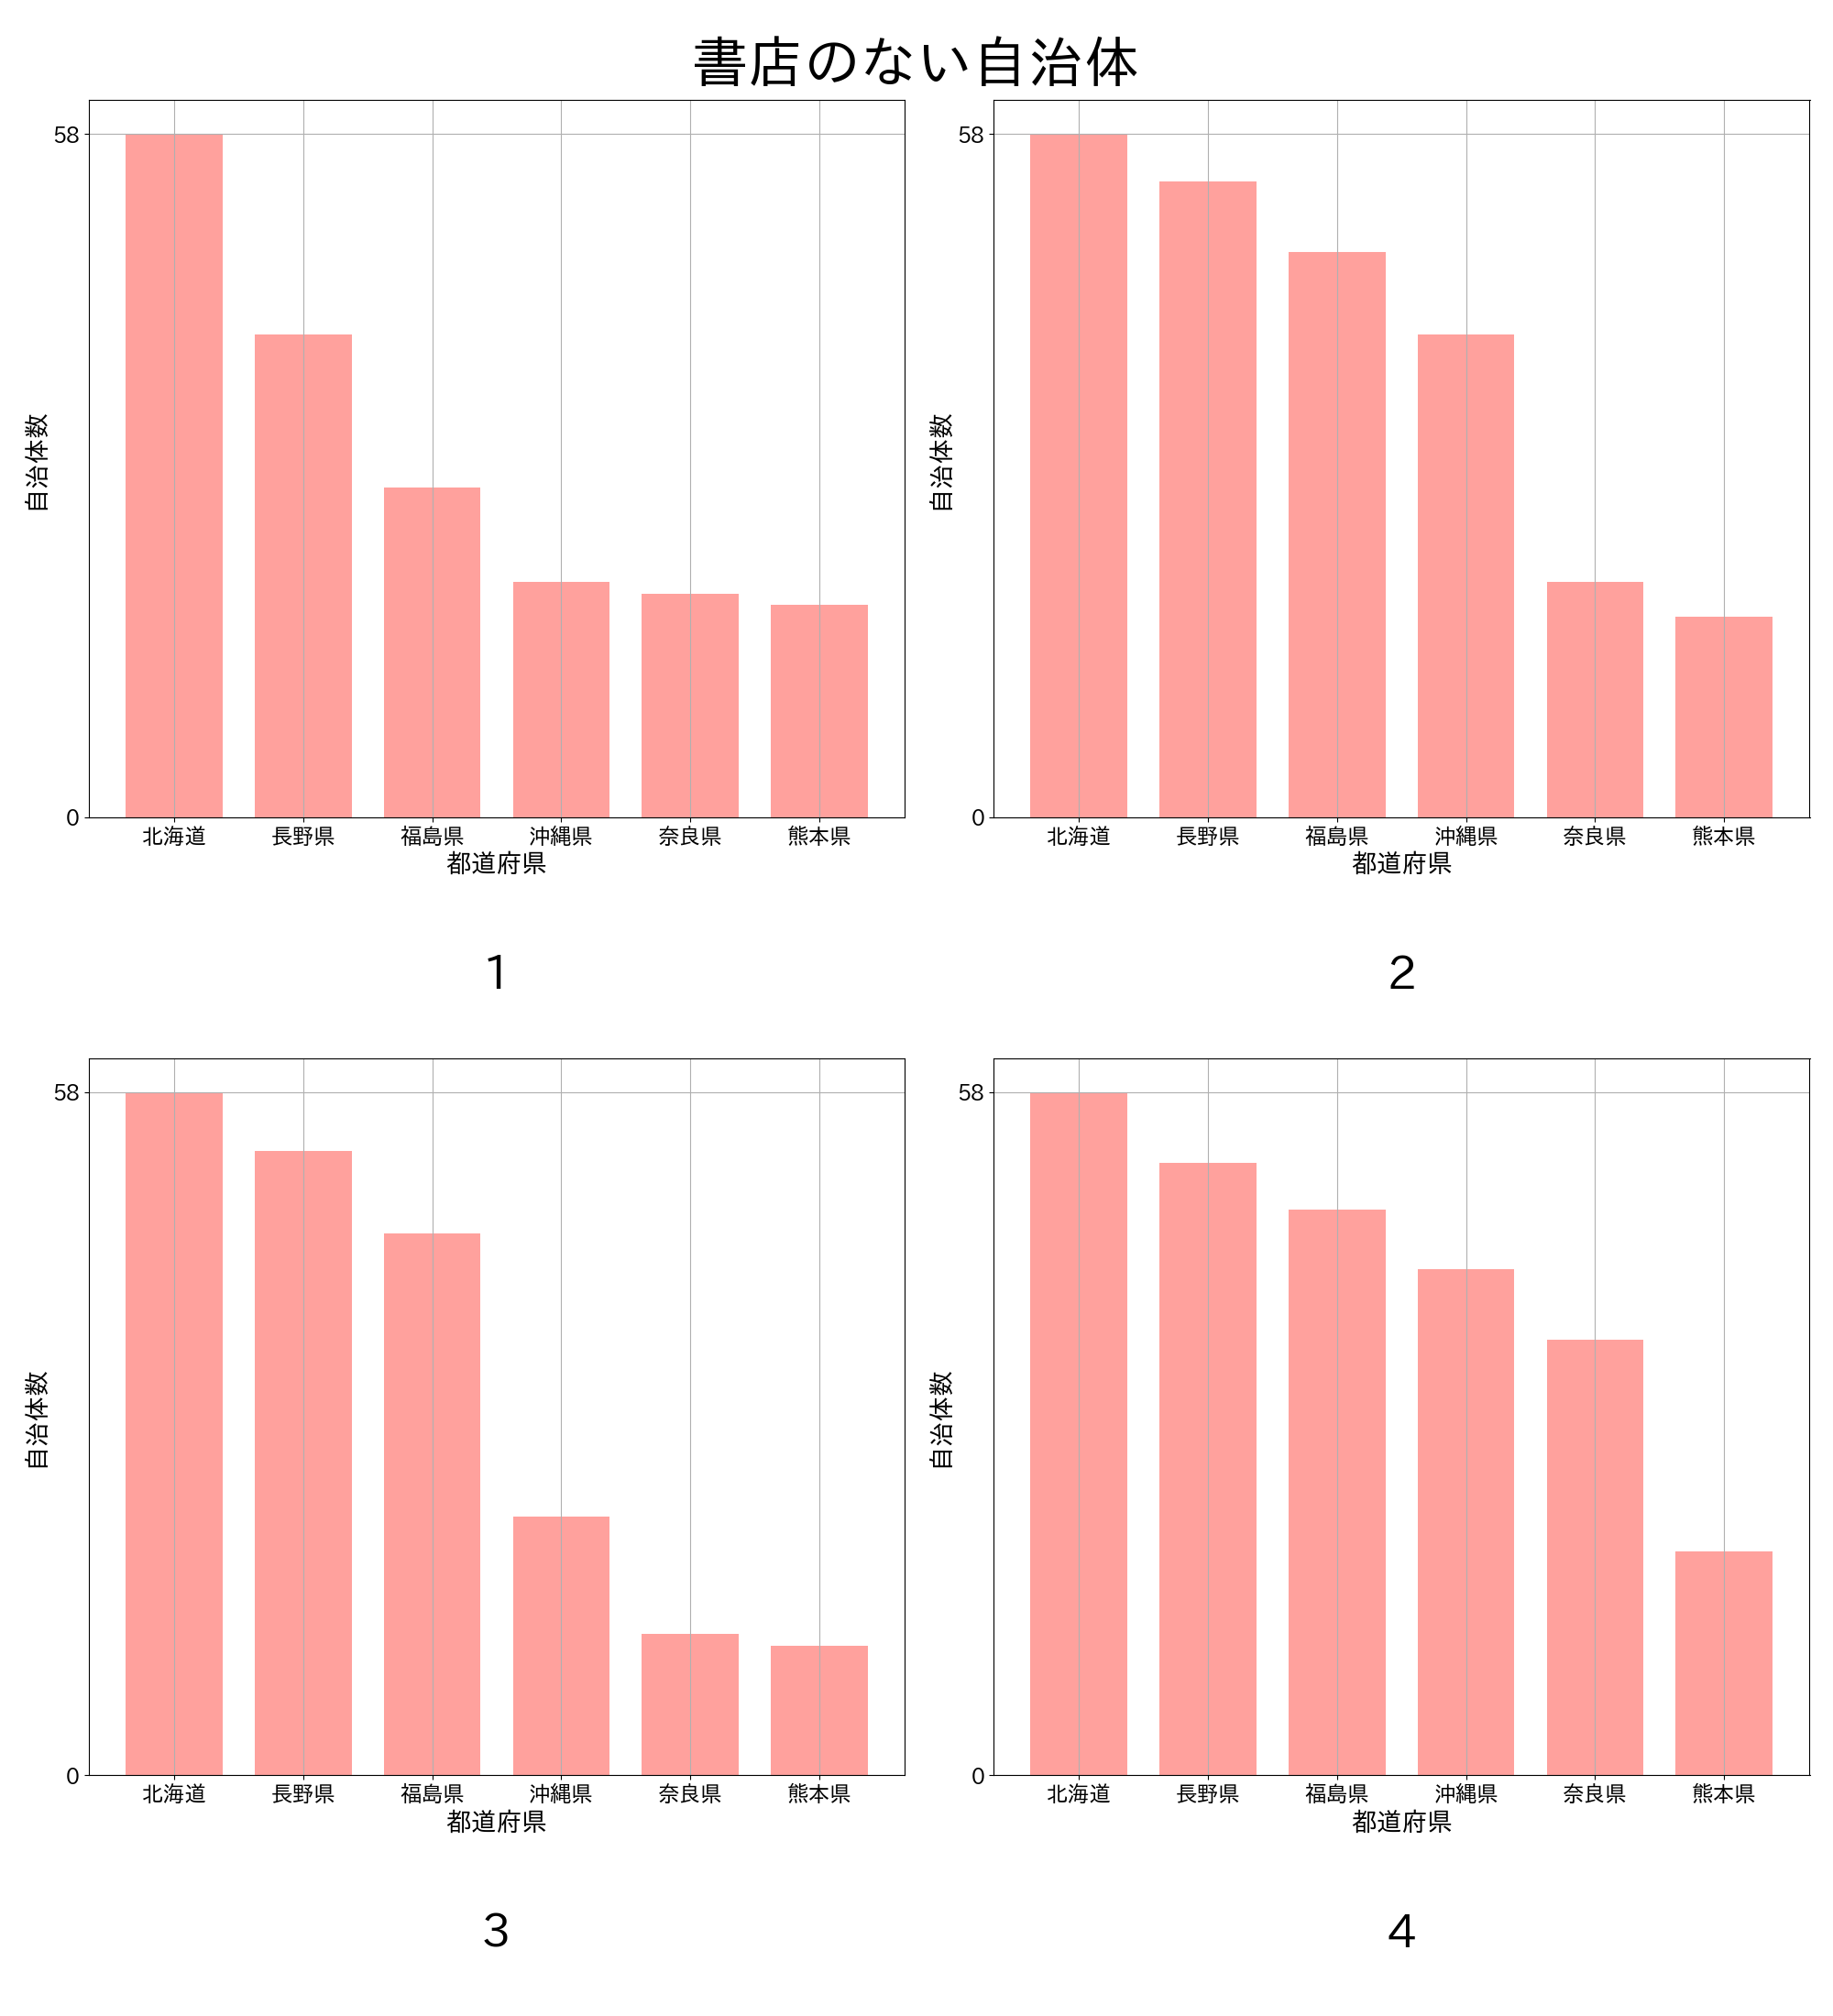 書店のない自治体
58
0
自治体数
北海道 長野県 福島県 沖縄県 奈良県 熊本県
都道府県
1
58
0
自治体数
北海道 長野県 福島県 沖縄県 奈良県 熊本県
都道府県
2
58
0
自治体数
北海道 長野県 福島県 沖縄県 奈良県 熊本県
都道府県
3
58
0
自治体数
北海道 長野県 福島県 沖縄県 奈良県 熊本県
都道府県
4